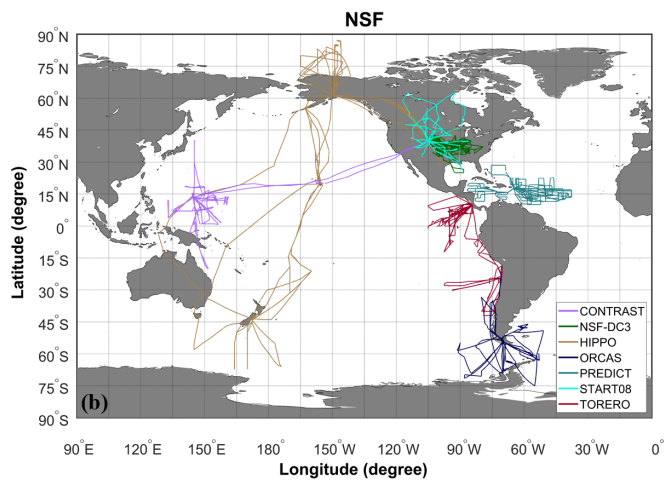 NSF
90°N
75°N
60°N
45°N
30°N
15°N
0°
15°S
30°S
45°S
60°S
75°S
90°S
Latitude (degree)
(b)
CONTRAST
NSF-DC3
HIPPO
ORCAS
PREDICT
START08
TORERO
90°E 120°E 150°E 180° 150°W 120°W 90°W 60°W 30°W 0°
Longitude (degree)